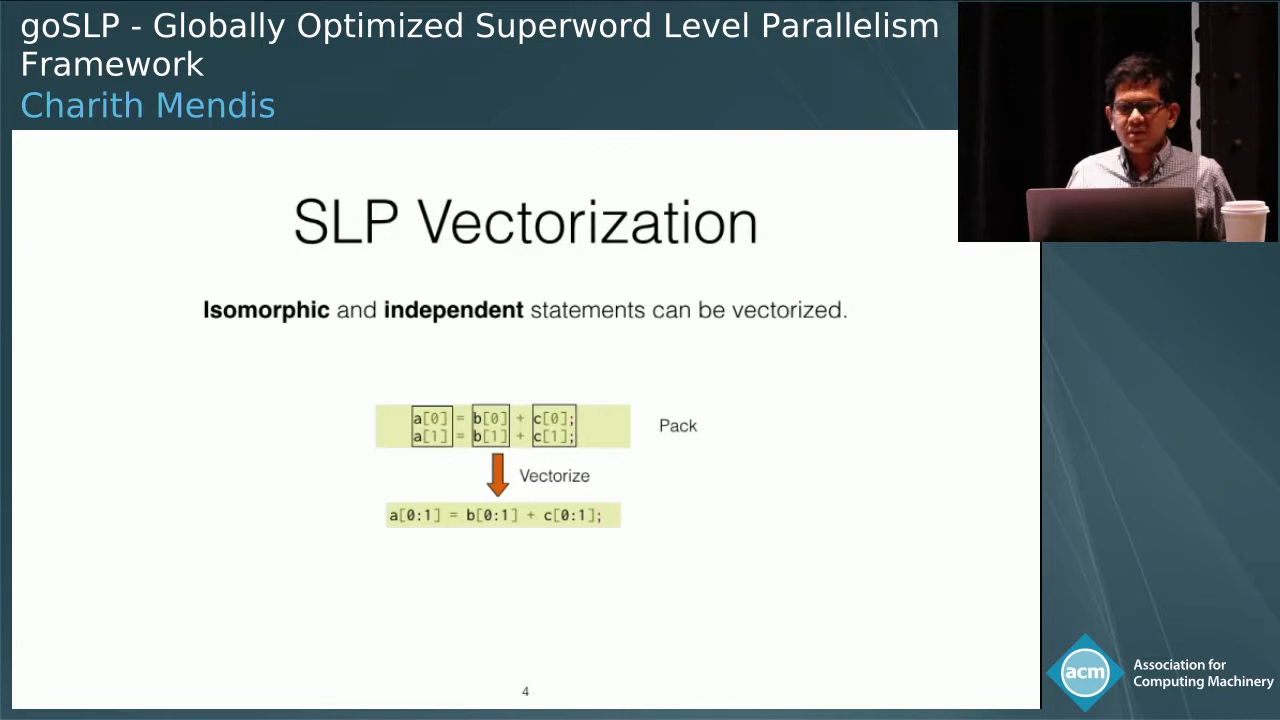 goSLP - Globally Optimized Superword Level Parallelism
Framework
Charith Mendis
SLP Vectorization
Isomorphic and independent statements can be vectorized.
a[0] = b[0] + c[0];
a[1] = b[1] + c[1];
Pack
Vectorize
a[0:1] = b[0:1] + c[0:1];
4
acm
Association for
Computing Machinery